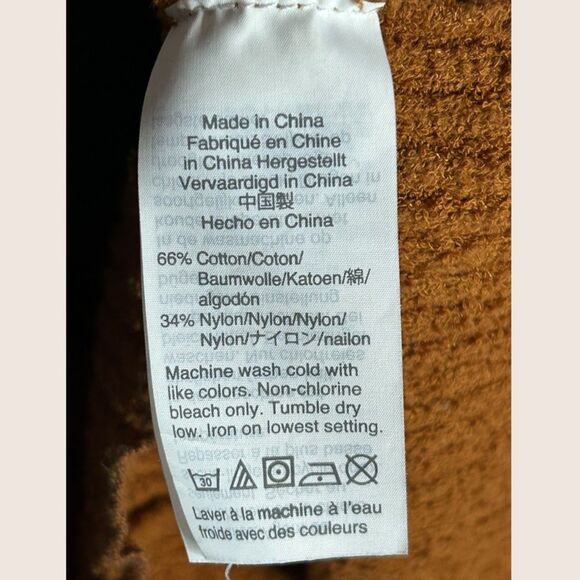 Made in China
Fabriqué en Chine
in China Hergestellt
Vervaardigd in China
中国製
Hecho en China
66% Cotton/Coton/
Baumwolle/Katoen/綿/
algodón
34% Nylon/Nylon/Nylon/
Nylon/ナイロン/nailon
Machine wash cold with
like colors. Non-chlorine
bleach only. Tumble dry
low. Iron on lowest setting.
30
Laver à la machine à l'eau
froide avec des couleurs